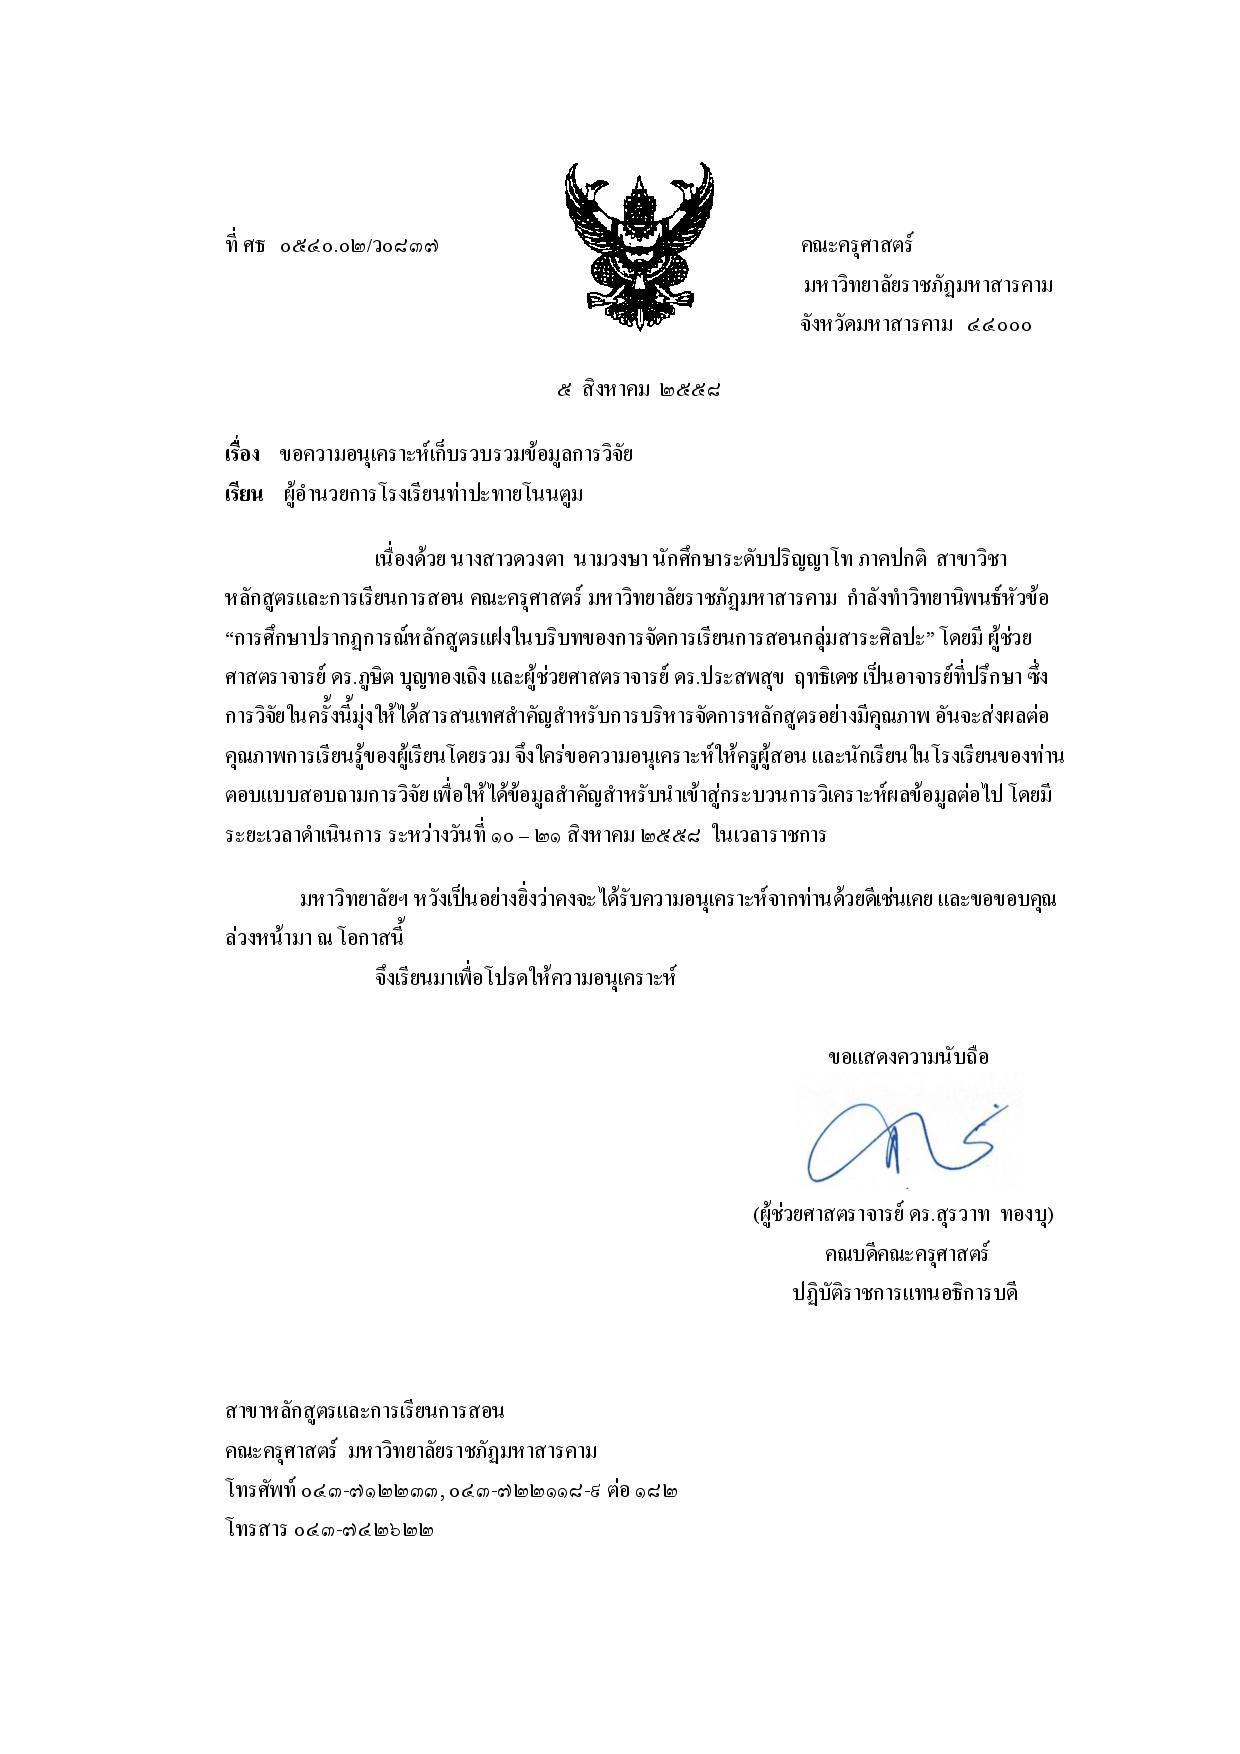 ที่ ศธ ๐๕๔๐.๐๒/ว๐๘๓๗
คณะครุศาสตร์
มหาวิทยาลัยราชภัฏมหาสารคาม
จังหวัดมหาสารคาม ๔๔๐๐๐
๕ สิงหาคม ๒๕๕๘
เรื่อง ขอความอนุเคราะห์เก็บรวบรวมข้อมูลการวิจัย
เรียน ผู้อำนวยการโรงเรียนท่าปะทายโนนตูม
เนื่องด้วย นางสาวดวงตา นามวงษา นักศึกษาระดับปริญญาโท ภาคปกติ สาขาวิชา
หลักสูตรและการเรียนการสอน คณะครุศาสตร์ มหาวิทยาลัยราชภัฏมหาสารคาม กำลังทำวิทยานิพนธ์หัวข้อ
“การศึกษาปรากฏการณ์หลักสูตรแฝงในบริบทของการจัดการเรียนการสอนกลุ่มสาระศิลปะ” โดยมี ผู้ช่วย
ศาสตราจารย์ ดร.ภูษิต บุญทองเถิง และผู้ช่วยศาสตราจารย์ ดร.ประสพสุข ฤทธิเดช เป็นอาจารย์ที่ปรึกษา ซึ่ง
การวิจัยในครั้งนี้มุ่งให้ได้สารสนเทศสำคัญสำหรับการบริหารจัดการหลักสูตรอย่างมีคุณภาพ อันจะส่งผลต่อ
คุณภาพการเรียนรู้ของผู้เรียนโดยรวม จึงใคร่ขอความอนุเคราะห์ให้ครูผู้สอน และนักเรียนในโรงเรียนของท่าน
ตอบแบบสอบถามการวิจัย เพื่อให้ได้ข้อมูลสำคัญสำหรับนำเข้าสู่กระบวนการวิเคราะห์ผลข้อมูลต่อไป โดยมี
ระยะเวลาดำเนินการ ระหว่างวันที่ ๑๐ – ๒๑ สิงหาคม ๒๕๕๘ ในเวลาราชการ
มหาวิทยาลัยฯ หวังเป็นอย่างยิ่งว่าคงจะได้รับความอนุเคราะห์จากท่านด้วยดีเช่นเคย และขอขอบคุณ
ล่วงหน้ามา ณ โอกาสนี้
จึงเรียนมาเพื่อโปรดให้ความอนุเคราะห์
ขอแสดงความนับถือ
(ผู้ช่วยศาสตราจารย์ ดร.สุรวาท ทองบุ)
คณบดีคณะครุศาสตร์
ปฏิบัติราชการแทนอธิการบดี
สาขาหลักสูตรและการเรียนการสอน
คณะครุศาสตร์ มหาวิทยาลัยราชภัฏมหาสารคาม
โทรศัพท์ ๐๔๓-๗๑๒๒๓๓, ๐๔๓-๗๒๒๑๑๘-๙ ต่อ ๑๘๒
โทรสาร ๐๔๓-๗๔๒๖๒๒